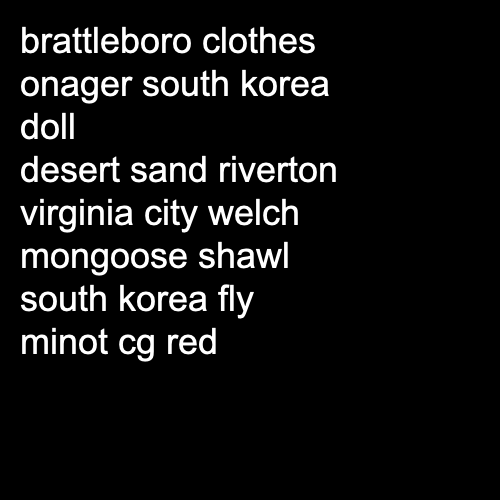 brattleboro clothes
onager south korea
doll
desert sand riverton
virginia city welch
mongoose shawl
south korea fly
minot cg red